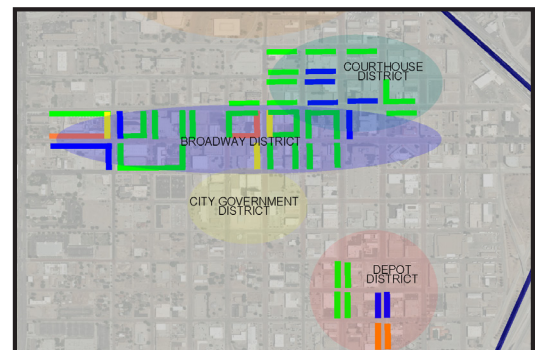 COURTHOUSE
DISTRICT
BROADWAY DISTRICT
CITY GOVERNMENT
DISTRICT
DEPOT
DISTRICT